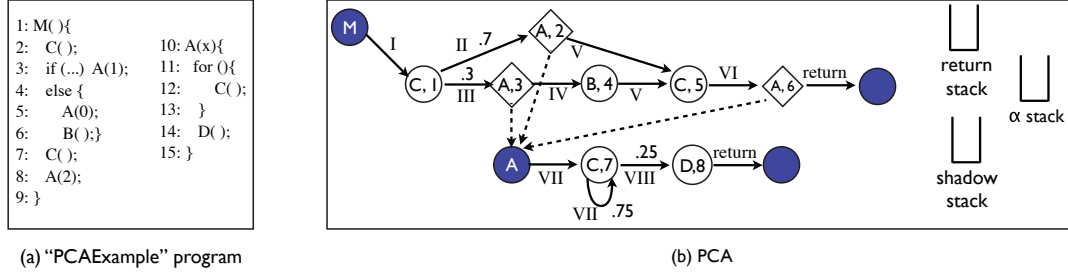 1: M( ){
2: C( );
3: if (...) A(1);
4: else {
5: A(0);
6: B( );}
7: C( );
8: A(2);
9: }
10: A(x){
11: for (){
12: C( );
13: }
14: D( );
15: }
(a) "PCAExample" program
M
I
II .7
A, 2
V
C, 1
.3
III
A,3
IV
B, 4
V
C, 5
VI
A, 6
return
A
VII
C,7
.25
VIII
D,8
return
VII .75
return
stack
α stack
shadow
stack
(b) PCA